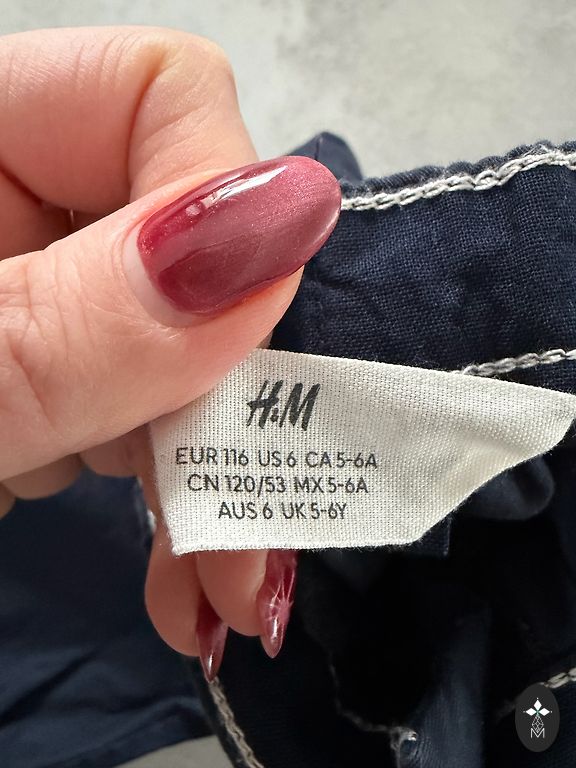 H&M
EUR 116 US 6 CA 5-6A
CN 120/53 MX 5-6A
AUS 6 UK 5-6Y
M